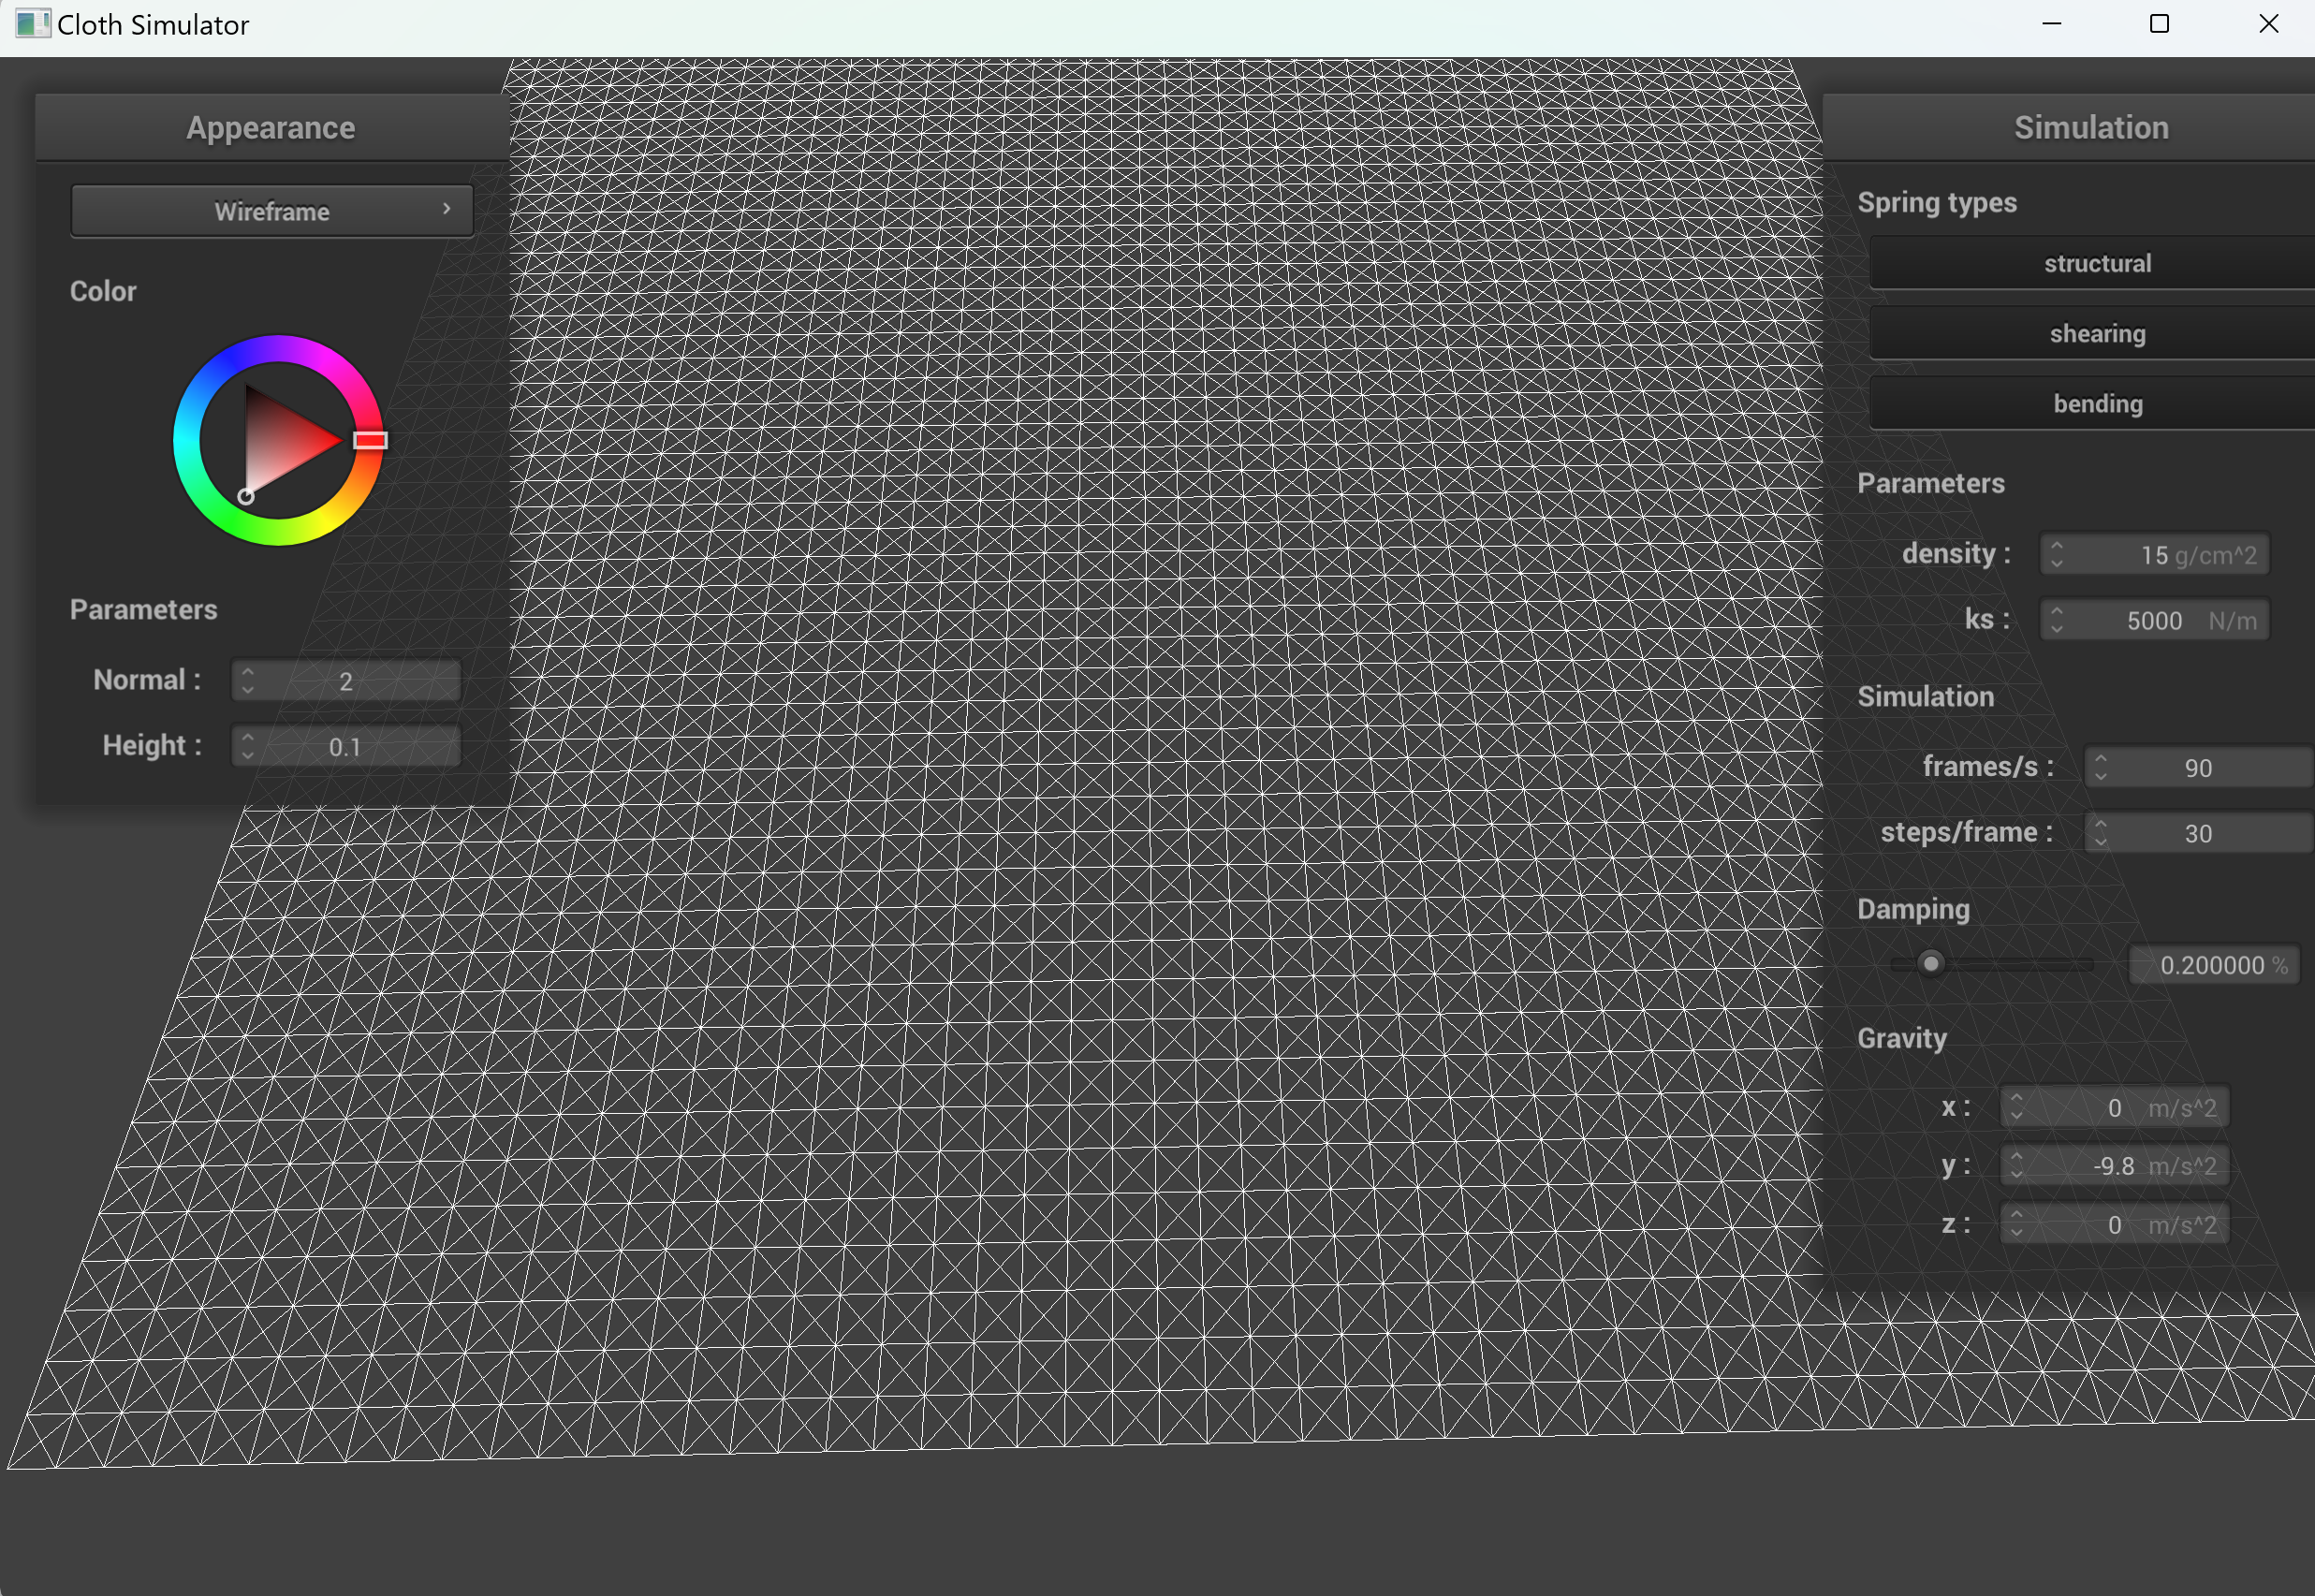 Cloth Simulator
Appearance
Wireframe
Color
Parameters
Normal : 2
Height : 0.1
Simulation
Spring types
structural
shearing
bending
Parameters
density : 15 g/cm^2
ks : 5000 N/m
Simulation
frames/s : 90
steps/frame : 30
Damping
0.200000 %
Gravity
x : 0 m/s^2
y : -9.8 m/s^2
z : 0 m/s^2